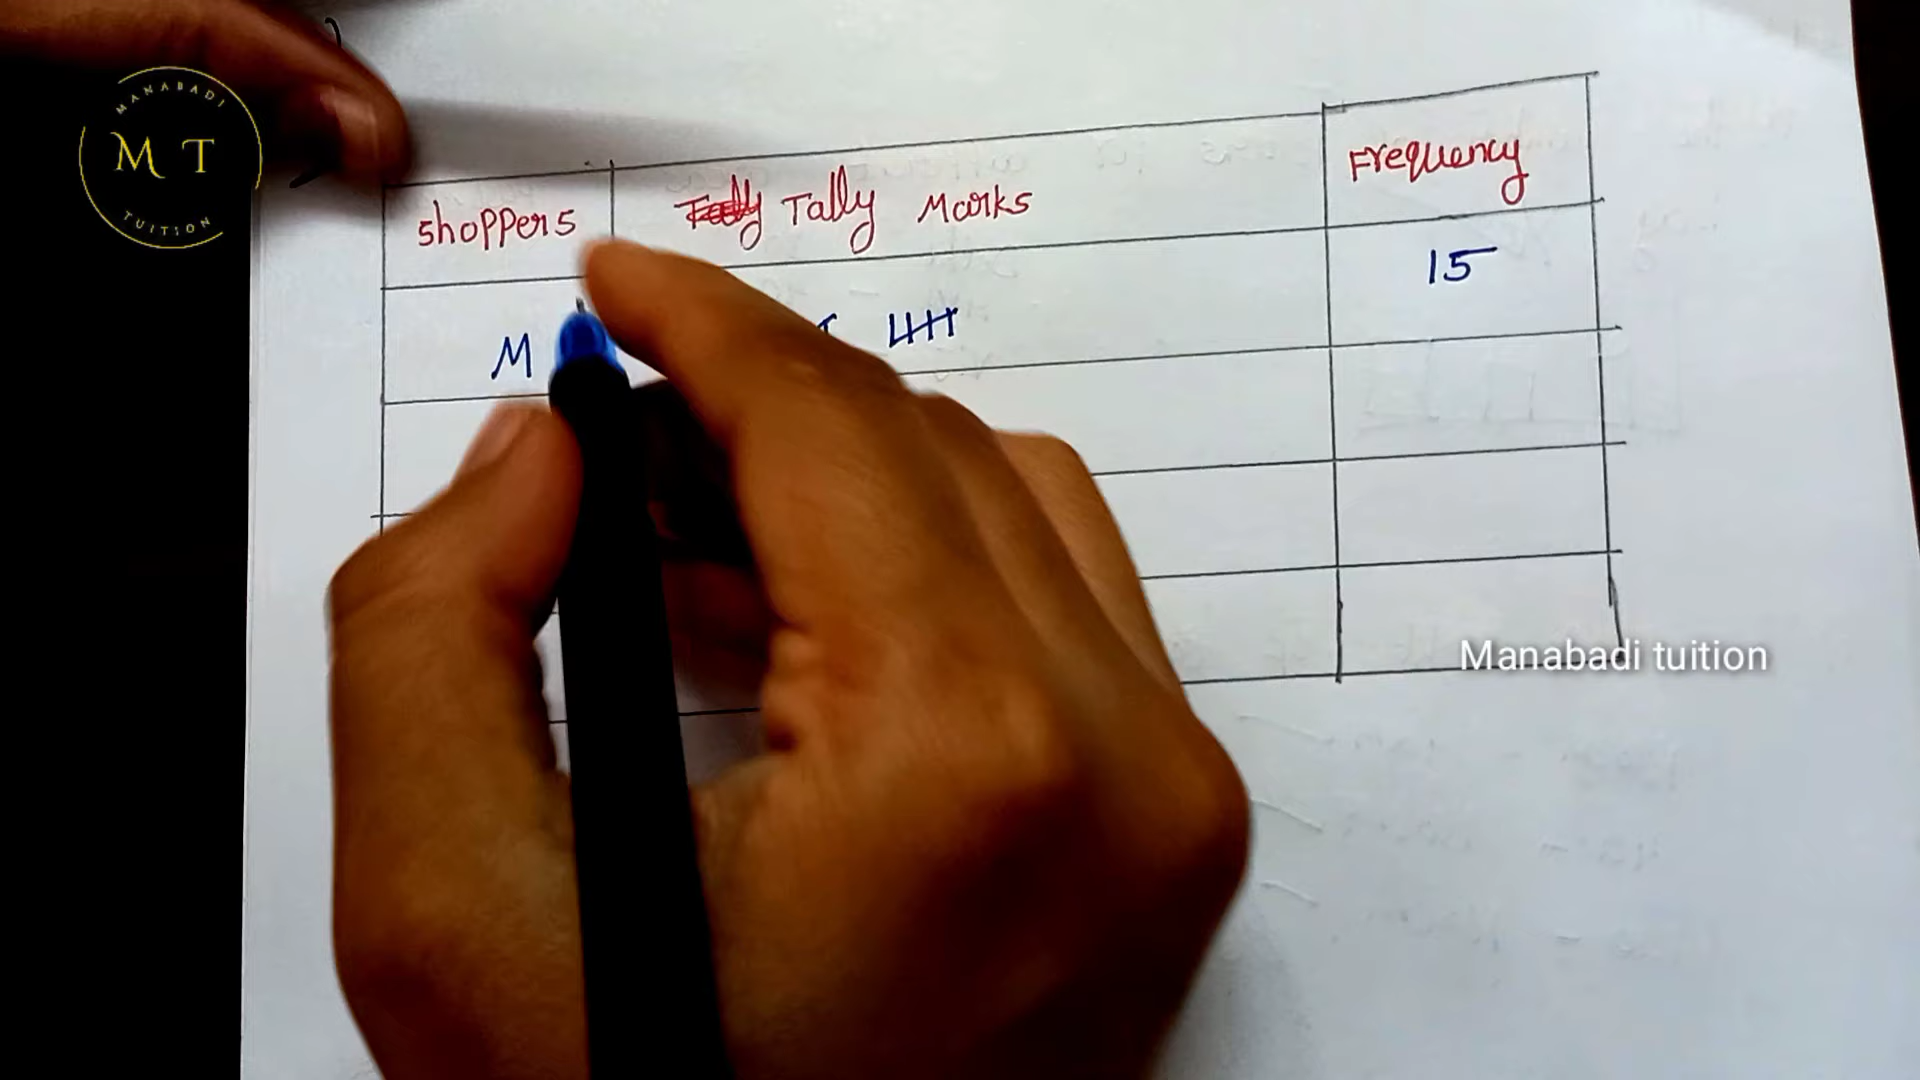 MANABADI
M T
TUITION
shoppers Tally Marks Frequency
M 15
Manabadi tuition